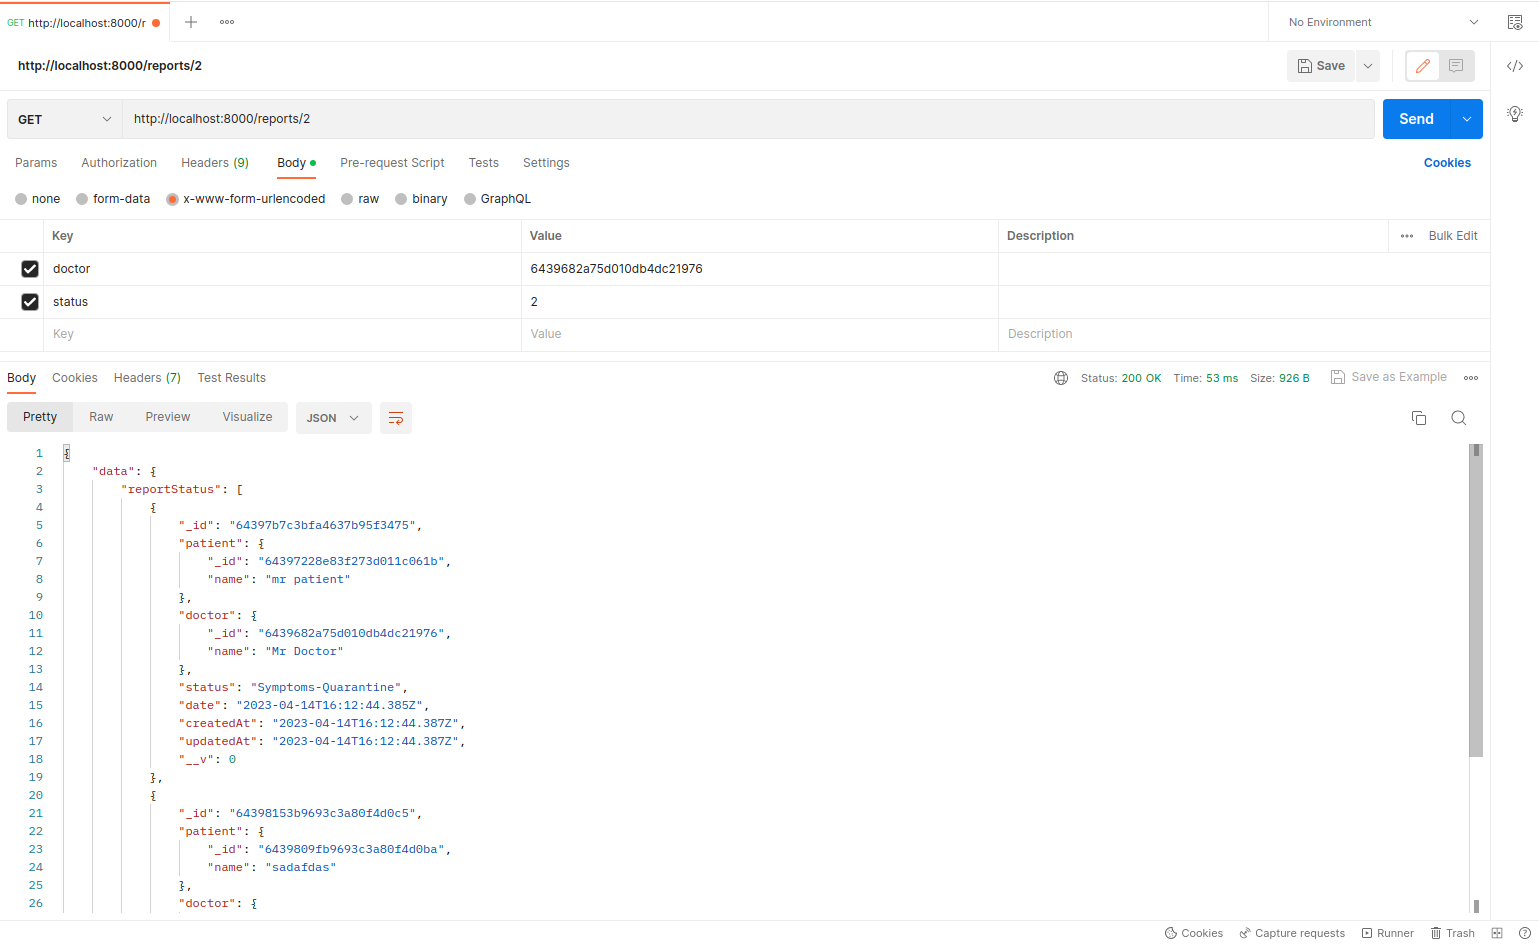 GET http://localhost:8000/r
No Environment
http://localhost:8000/reports/2
Save
GET http://localhost:8000/reports/2 Send
Params Authorization Headers (9) Body Pre-request Script Tests Settings Cookies
none form-data x-www-form-urlencoded raw binary GraphQL
Key Value Description Bulk Edit
doctor 6439682a75d010db4dc21976
status 2
Key Value Description
Body Cookies Headers (7) Test Results Status: 200 OK Time: 53 ms Size: 926 B Save as Example
Pretty Raw Preview Visualize JSON
1 {
2 "data": {
3 "reportStatus": [
4 {
5 "_id": "64397b7c3bfa4637b95f3475",
6 "patient": {
7 "_id": "64397228e83f273d011c061b",
8 "name": "mr patient"
9 },
10 "doctor": {
11 "_id": "6439682a75d010db4dc21976",
12 "name": "Mr Doctor"
13 },
14 "status": "Symptoms-Quarantine",
15 "date": "2023-04-14T16:12:44.385Z",
16 "createdAt": "2023-04-14T16:12:44.387Z",
17 "updatedAt": "2023-04-14T16:12:44.387Z",
18 "__v": 0
19 },
20 {
21 "_id": "64398153b9693c3a80f4d0c5",
22 "patient": {
23 "_id": "6439809fb9693c3a80f4d0ba",
24 "name": "sadafdas"
25 },
26 "doctor": {
Cookies Capture requests Runner Trash